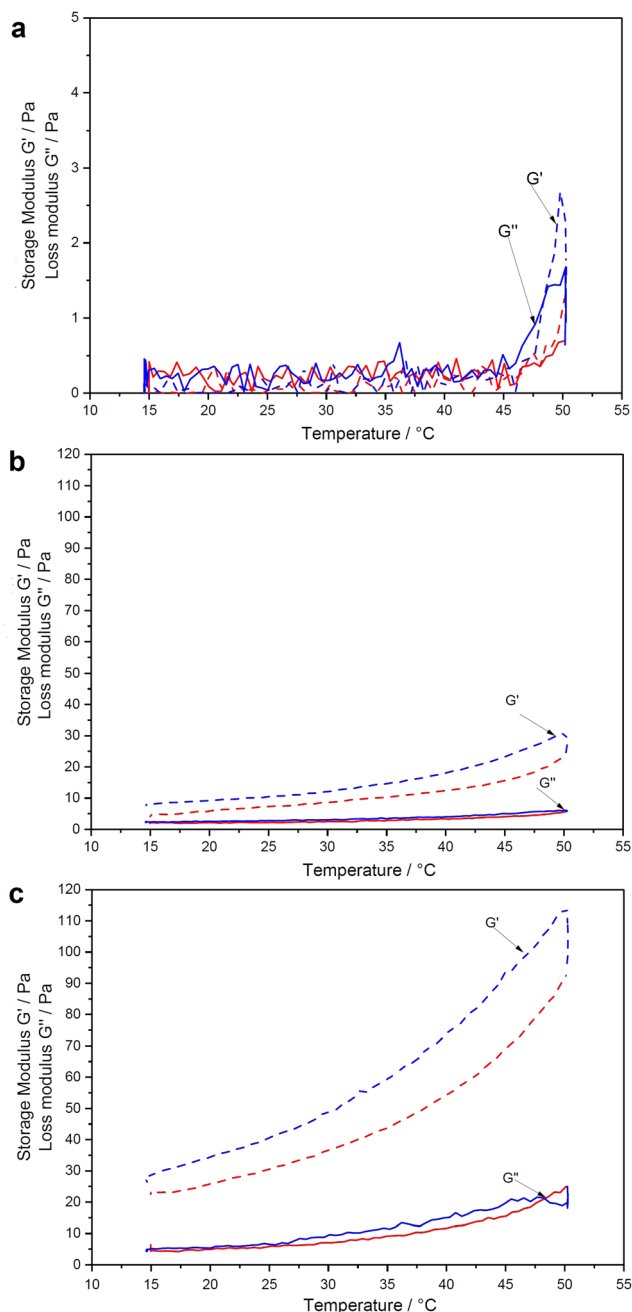 a
5
4
3
2
1
0
Storage Modulus G' / Pa
Loss modulus G'' / Pa
G'
G''
10 15 20 25 30 35 40 45 50 55
Temperature / °C
b
120
110
100
90
80
70
60
50
40
30
20
10
0
Storage Modulus G' / Pa
Loss modulus G'' / Pa
G'
G''
10 15 20 25 30 35 40 45 50 55
Temperature / °C
c
120
110
100
90
80
70
60
50
40
30
20
10
0
Storage Modulus G' / Pa
Loss modulus G'' / Pa
G'
G''
10 15 20 25 30 35 40 45 50 55
Temperature / °C